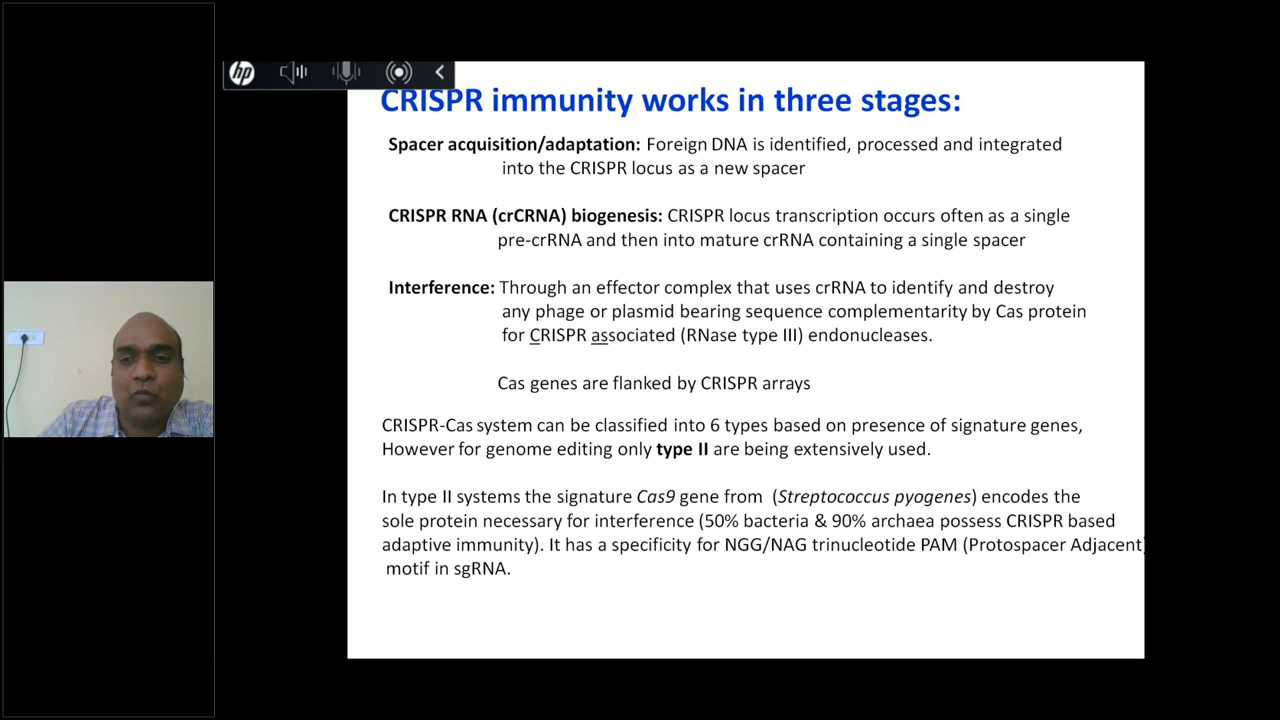 hp
CRISPR immunity works in three stages:
Spacer acquisition/adaptation: Foreign DNA is identified, processed and integrated
into the CRISPR locus as a new spacer
CRISPR RNA (crCRNA) biogenesis: CRISPR locus transcription occurs often as a single
pre-crRNA and then into mature crRNA containing a single spacer
Interference: Through an effector complex that uses crRNA to identify and destroy
any phage or plasmid bearing sequence complementarity by Cas protein
for CRISPR associated (RNase type III) endonucleases.
Cas genes are flanked by CRISPR arrays
CRISPR-Cas system can be classified into 6 types based on presence of signature genes,
However for genome editing only type II are being extensively used.
In type II systems the signature Cas9 gene from (Streptococcus pyogenes) encodes the
sole protein necessary for interference (50% bacteria & 90% archaea possess CRISPR based
adaptive immunity). It has a specificity for NGG/NAG trinucleotide PAM (Protospacer Adjacent)
motif in sgRNA.